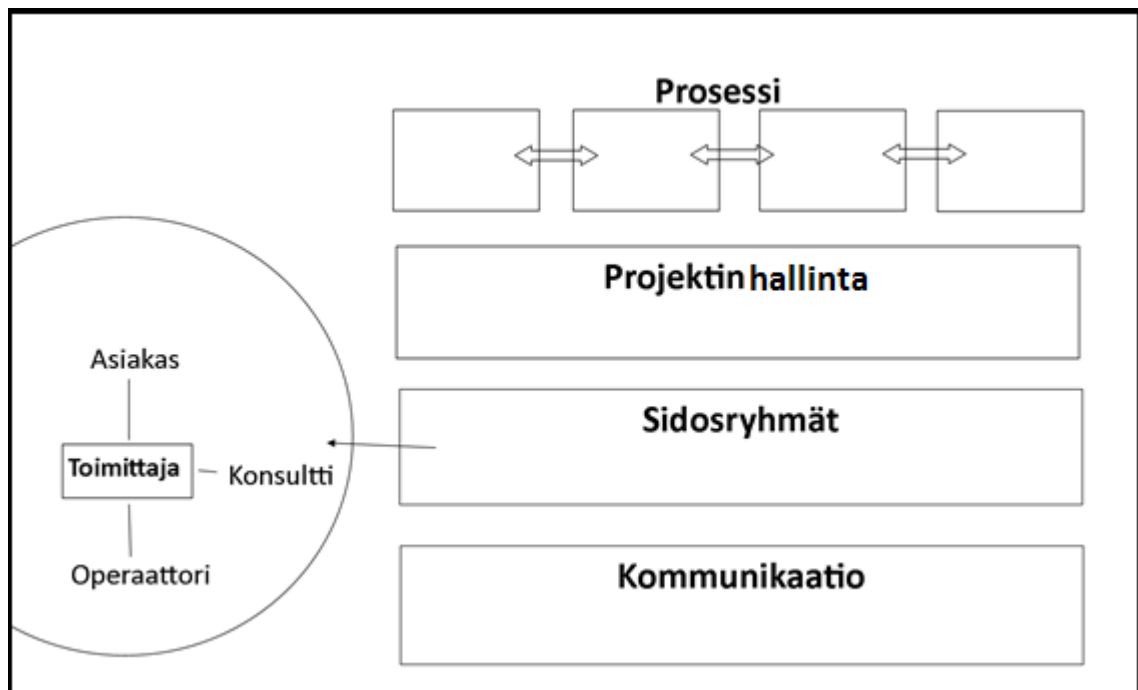 Prosessi
Projektin hallinta
Sidosryhmät
Kommunikaatio
Asiakas
Toimittaja
Konsultti
Operaattori